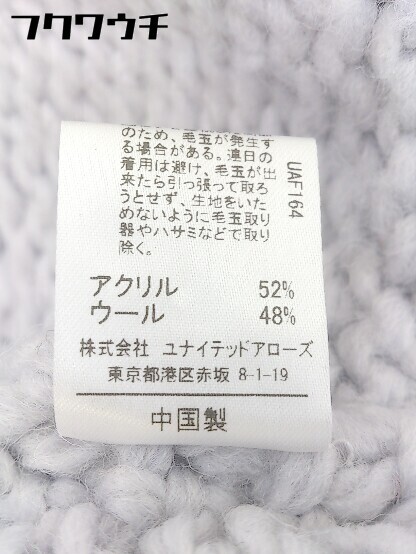 フクワウチ
のため、毛玉が発生す
る場合がある。連日の
着用は避け、毛玉が出
来たら引っ張って取ろ
うとせず、生地をいた
めないように毛玉取り
器やハサミなどで取り
除く。
UAF164
アクリル 52%
ウール 48%
株式会社 ユナイテッドアローズ
東京都港区赤坂 8-1-19
中国製